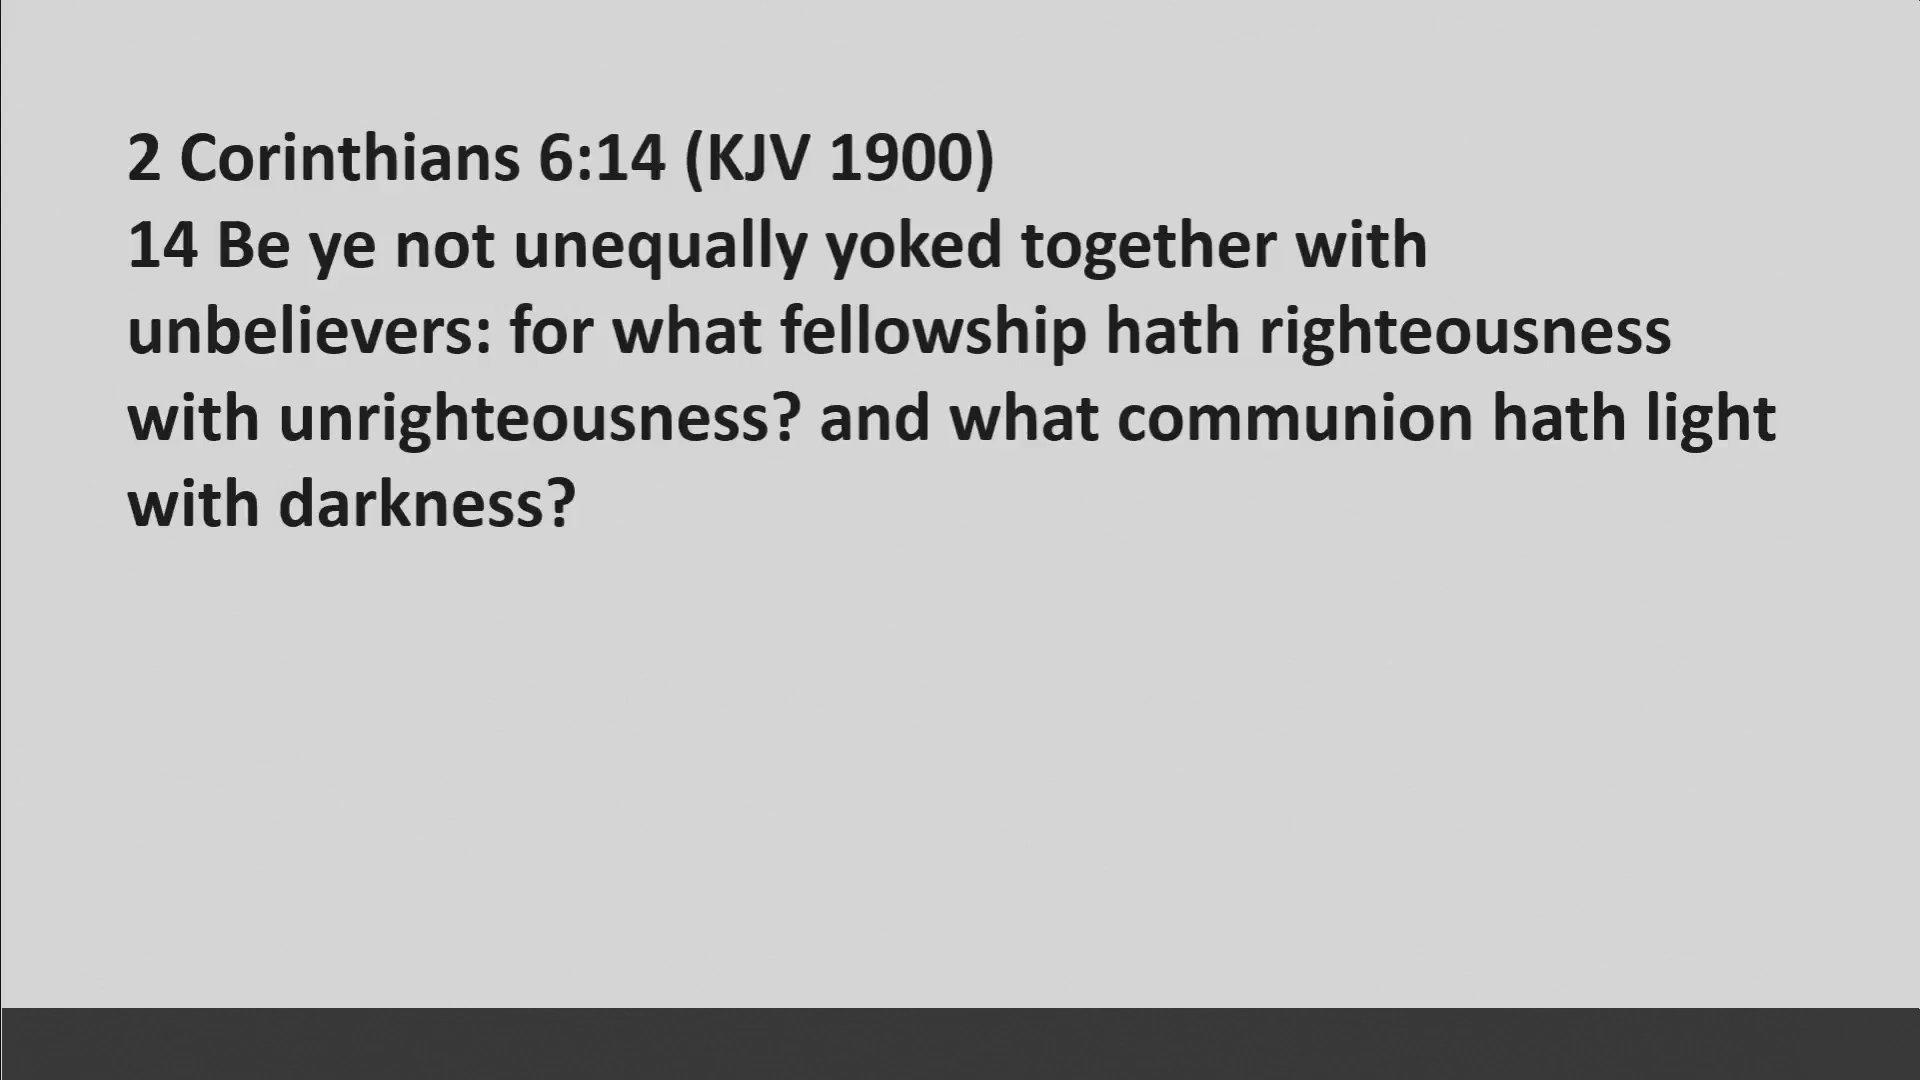 2 Corinthians 6:14 (KJV 1900)
14 Be ye not unequally yoked together with
unbelievers: for what fellowship hath righteousness
with unrighteousness? and what communion hath light
with darkness?